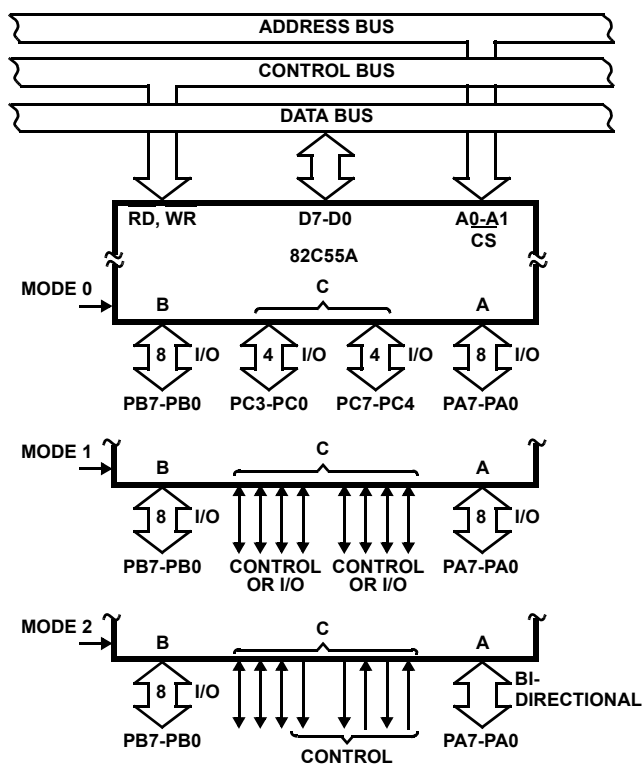 ADDRESS BUS
CONTROL BUS
DATA BUS
RD, WR D7-D0 A0-A1
CS
82C55A
MODE 0
B C A
8 I/O 4 I/O 4 I/O 8 I/O
PB7-PB0 PC3-PC0 PC7-PC4 PA7-PA0
MODE 1
B C A
8 I/O 8 I/O
PB7-PB0 CONTROL OR I/O CONTROL OR I/O PA7-PA0
MODE 2
B C A
8 I/O BI-
DIRECTIONAL
PB7-PB0 CONTROL PA7-PA0